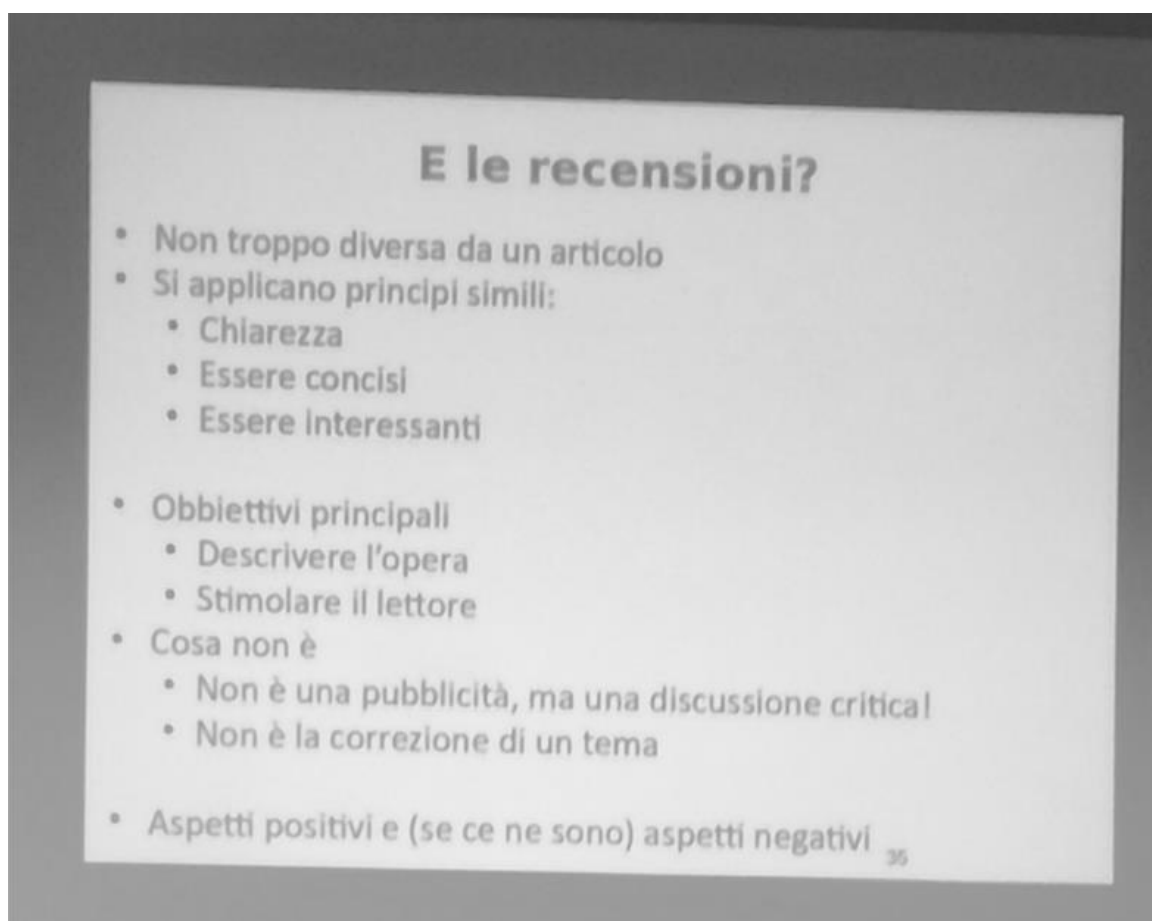 E le recensioni?
• Non troppo diversa da un articolo
• Si applicano principi simili:
• Chiarezza
• Essere concisi
• Essere interessanti
• Obbiettivi principali
• Descrivere l'opera
• Stimolare il lettore
• Cosa non è
• Non è una pubblicità, ma una discussione critica!
• Non è la correzione di un tema
• Aspetti positivi e (se ce ne sono) aspetti negativi